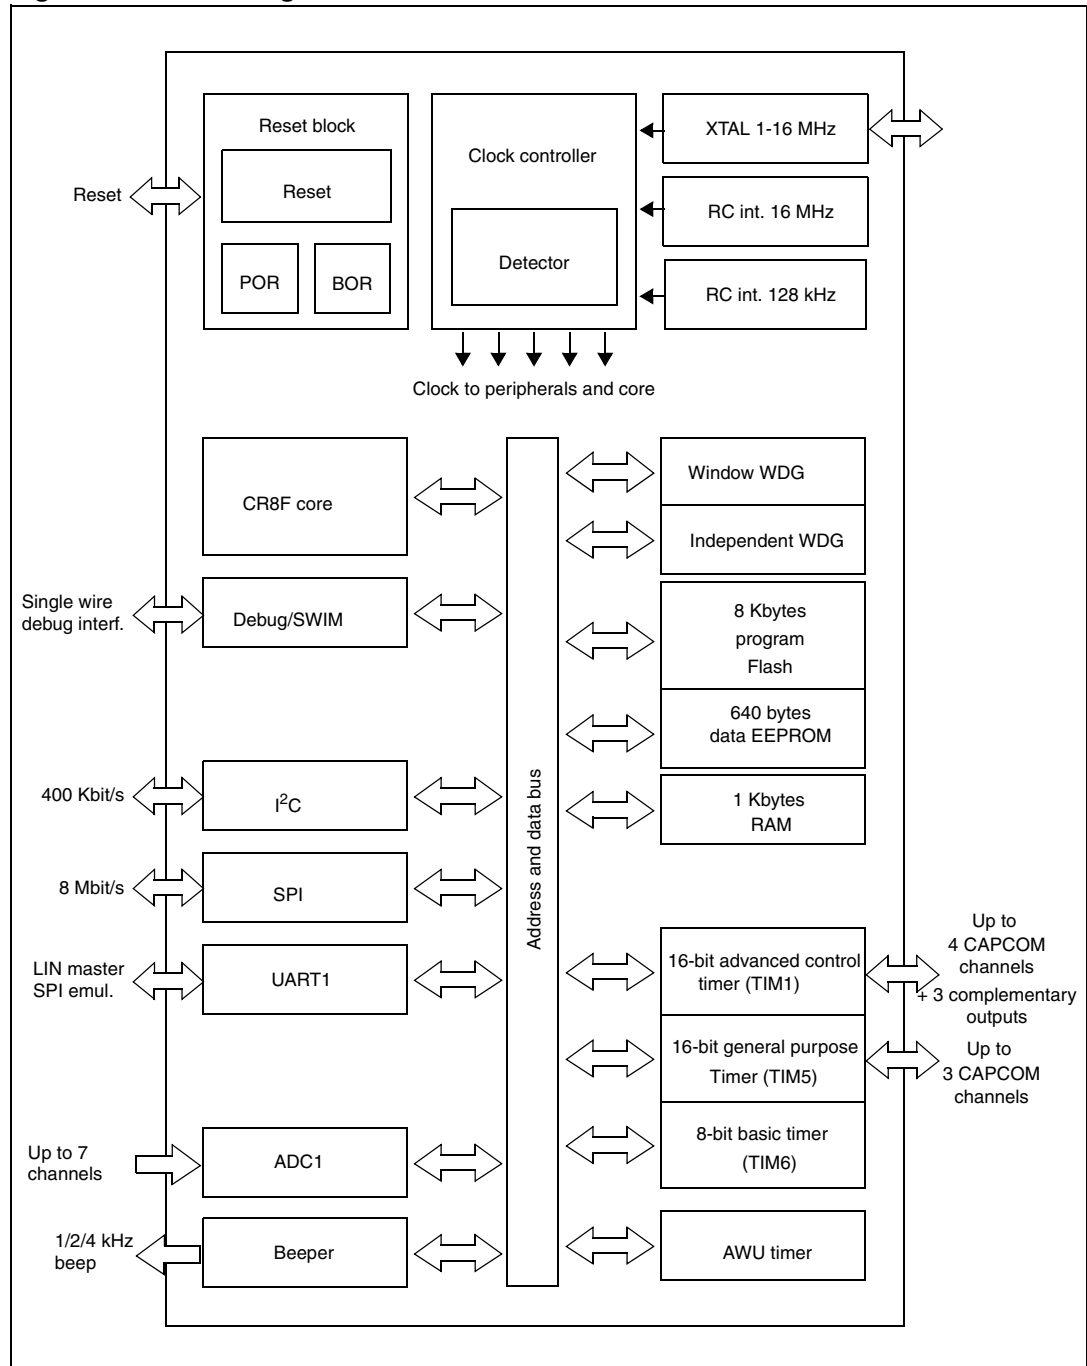 Reset block
Reset
POR
BOR
Reset
Clock controller
Detector
XTAL 1-16 MHz
RC int. 16 MHz
RC int. 128 kHz
Clock to peripherals and core
CR8F core
Single wire
debug interf.
Debug/SWIM
400 Kbit/s
I²C
8 Mbit/s
SPI
LIN master
SPI emul.
UART1
Up to 7
channels
ADC1
1/2/4 kHz
beep
Beeper
Address and data bus
Window WDG
Independent WDG
8 Kbytes
program
Flash
640 bytes
data EEPROM
1 Kbytes
RAM
16-bit advanced control
timer (TIM1)
Up to
4 CAPCOM
channels
+ 3 complementary
outputs
16-bit general purpose
Timer (TIM5)
Up to
3 CAPCOM
channels
8-bit basic timer
(TIM6)
AWU timer